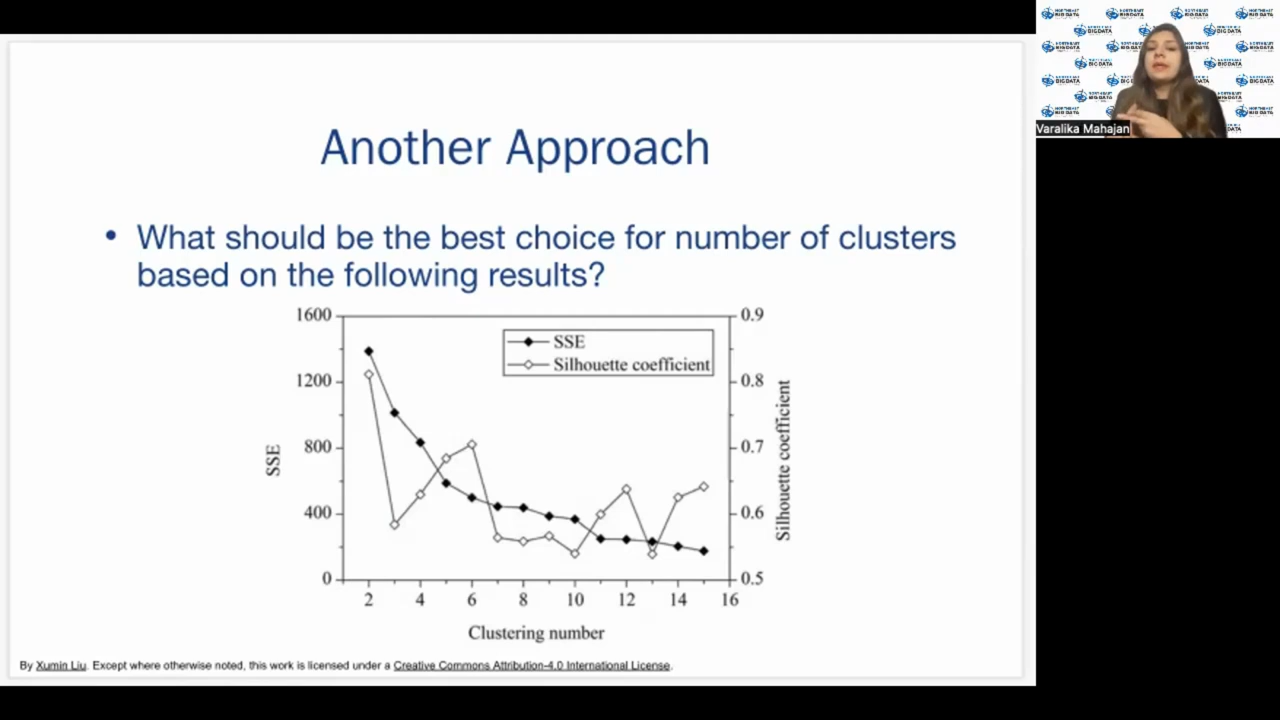 Another Approach
• What should be the best choice for number of clusters
based on the following results?
1600
1200
800
400
0
SSE
SSE
Silhouette coefficient
0.9
0.8
0.7
0.6
0.5
Silhouette coefficient
2 4 6 8 10 12 14 16
Clustering number
By Xumin Liu. Except where otherwise noted, this work is licensed under a Creative Commons Attribution-4.0 International License.
NORTHEAST
BIG DATA
Varalika Mahajan